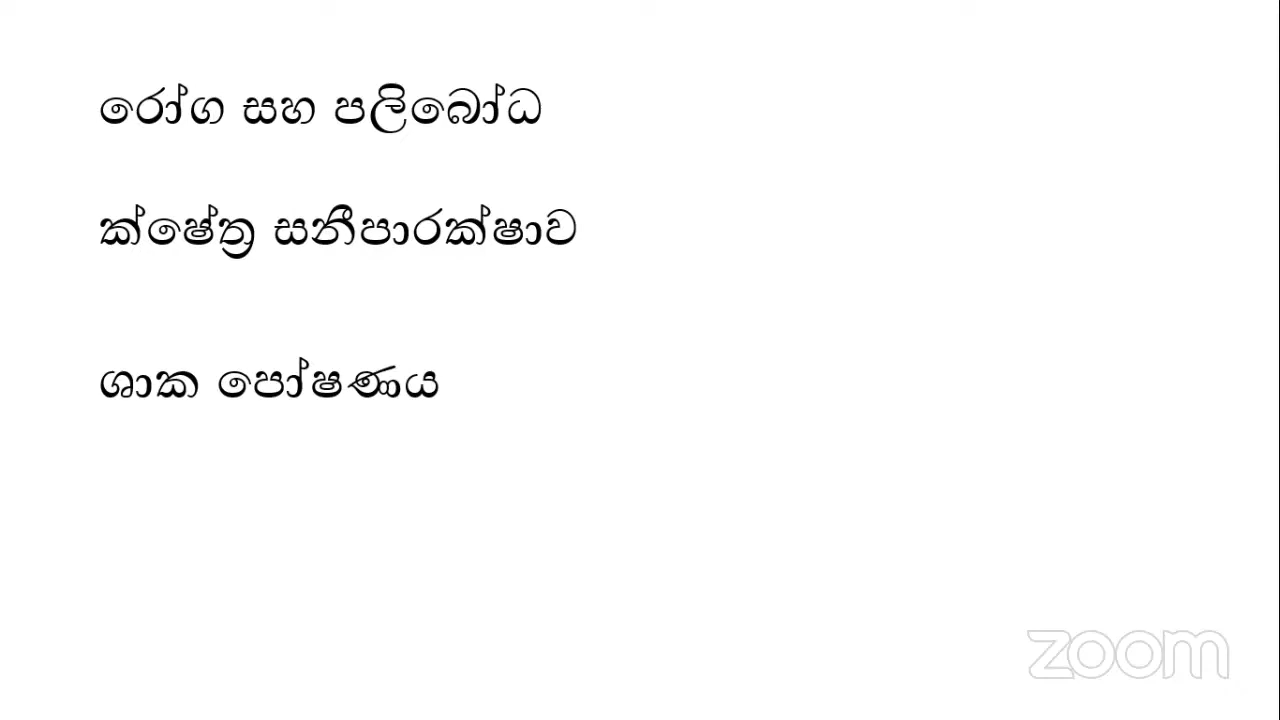 රෝග සහ පලිබෝධ
ක්ෂේත්‍ර සනීපාරක්ෂාව
ශාක පෝෂණය
zoom